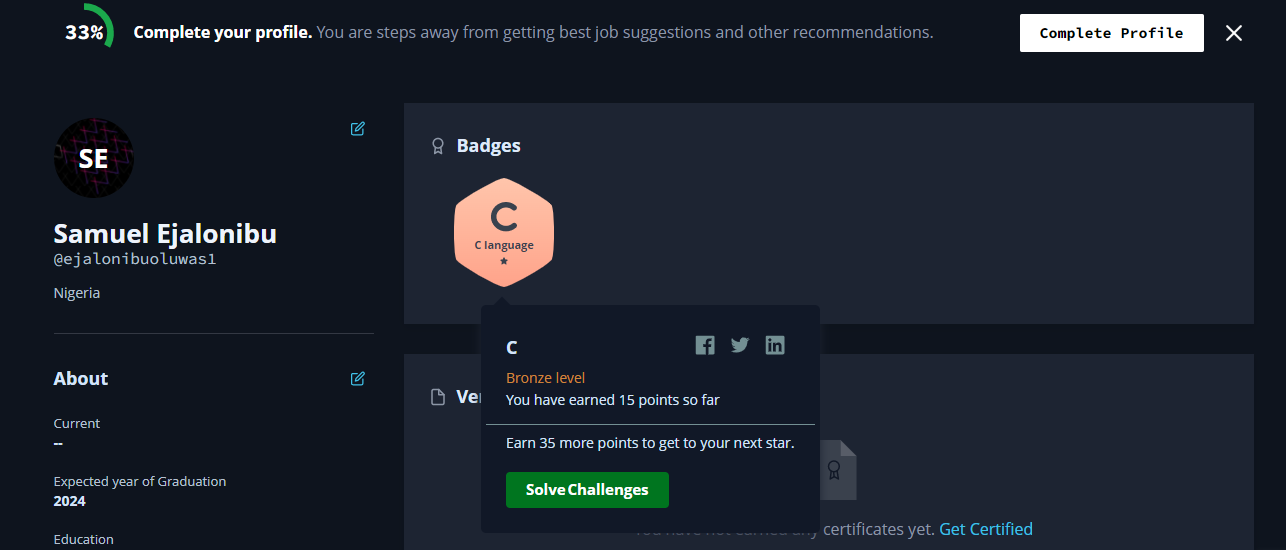 33% Complete your profile. You are steps away from getting best job suggestions and other recommendations. Complete Profile
SE
Samuel Ejalonibu
@ejalonibuoluwas1
Nigeria
About
Current
--
Expected year of Graduation
2024
Education
Badges
C language
C
Bronze level
You have earned 15 points so far
Earn 35 more points to get to your next star.
Solve Challenges
certificates yet. Get Certified